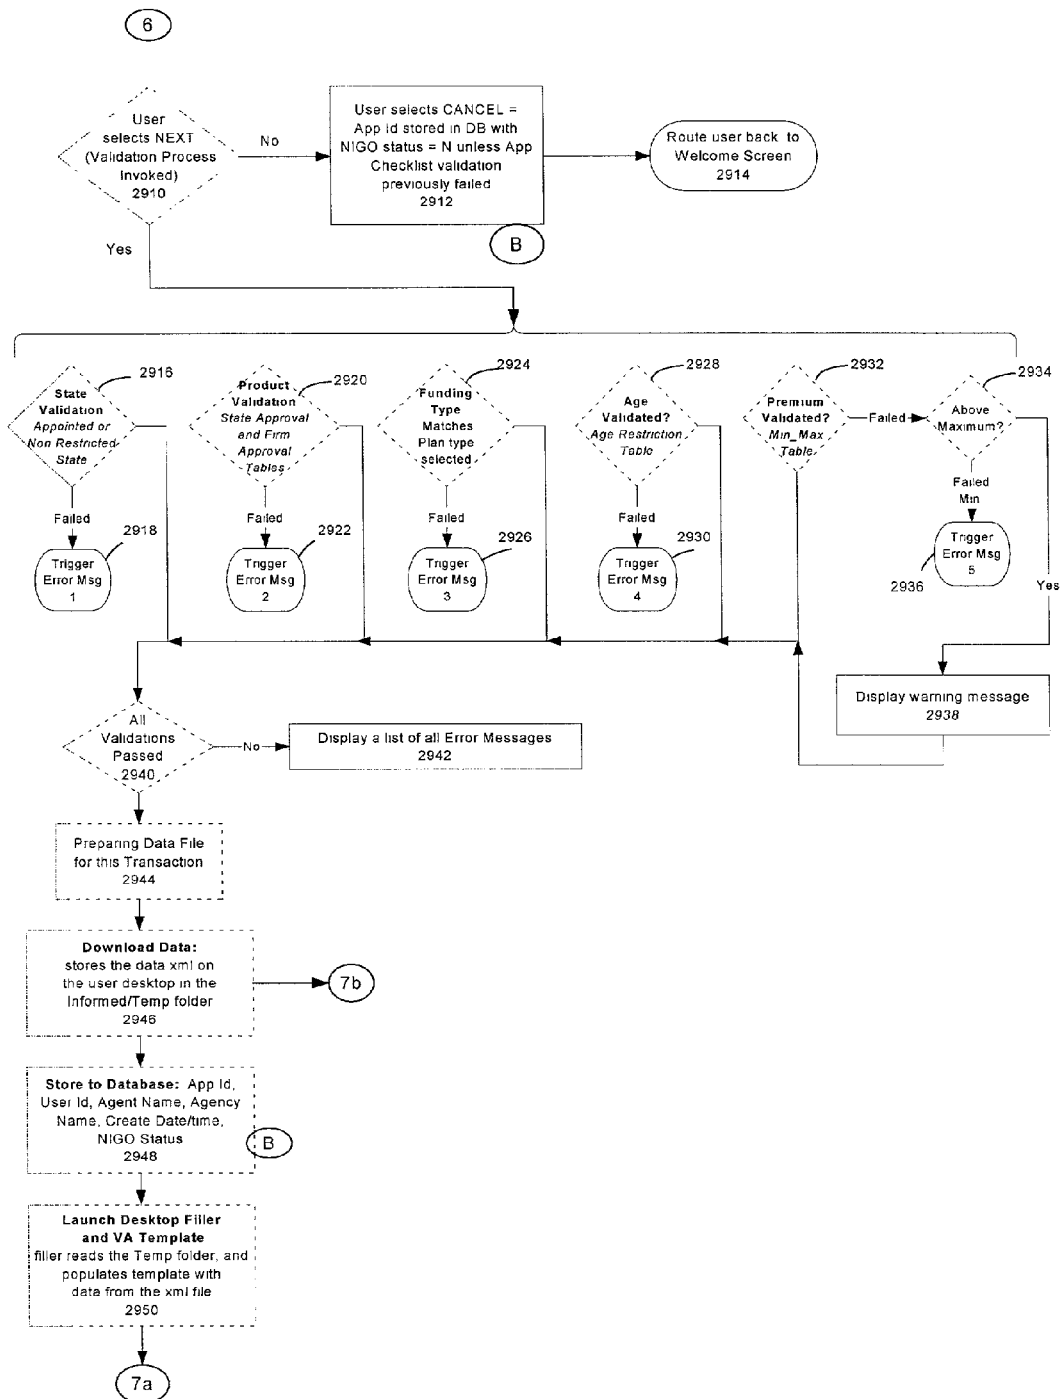 6
User
selects NEXT
(Validation Process
Invoked)
2910
No
User selects CANCEL =
App Id stored in DB with
NIGO status = N unless App
Checklist validation
previously failed
2912
Route user back to
Welcome Screen
2914
B
Yes
2916
State
Validation
Appointed or
Non Restricted
State
2920
Product
Validation
State Approval
and Firm
Approval
Tables
2924
Funding
Type
Matches
Plan type
selected
2928
Age
Validated?
Age Restriction
Table
2932
Premium
Validated?
Min_Max
Table
Failed
2934
Above
Maximum?
Failed
2918
Trigger
Error Msg
1
Failed
2922
Trigger
Error Msg
2
Failed
2926
Trigger
Error Msg
3
Failed
2930
Trigger
Error Msg
4
Failed
Min
2936
Trigger
Error Msg
5
Yes
Display warning message
2938
All
Validations
Passed
2940
No
Display a list of all Error Messages
2942
Preparing Data File
for this Transaction
2944
Download Data:
stores the data xml on
the user desktop in the
Informed/Temp folder
2946
7b
Store to Database: App Id,
User Id, Agent Name, Agency
Name, Create Date/time,
NIGO Status
2948
B
Launch Desktop Filler
and VA Template
filler reads the Temp folder, and
populates template with
data from the xml file
2950
7a